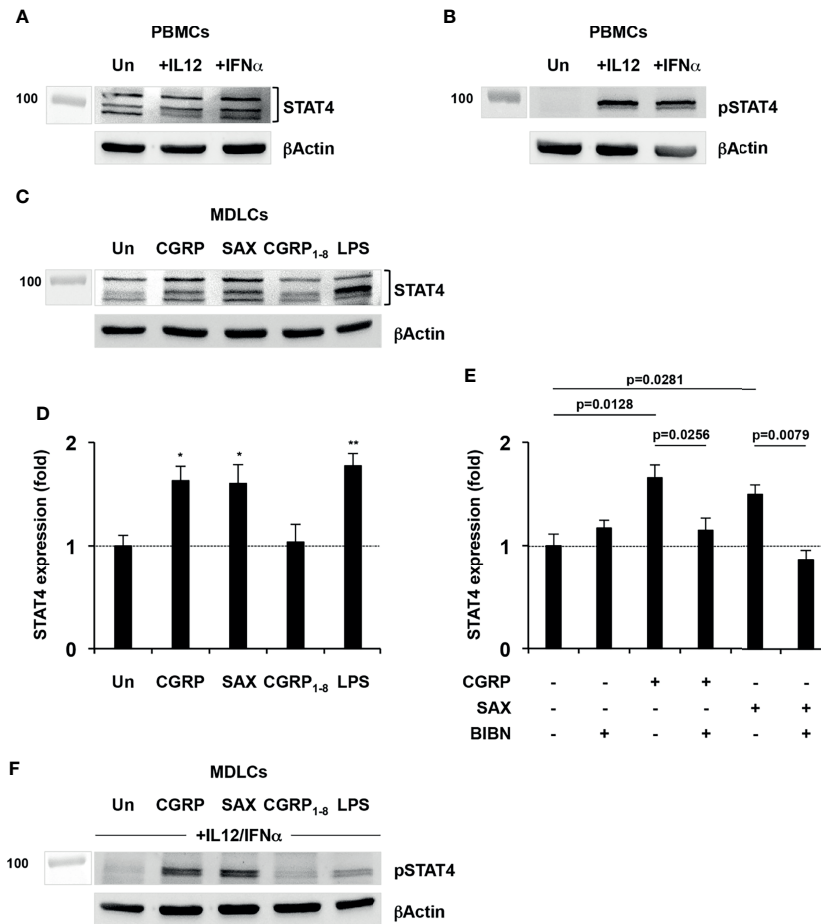 A
PBMCs
Un +IL12 +IFNα
100
STAT4
βActin
B
PBMCs
Un +IL12 +IFNα
100
pSTAT4
βActin
C
MDLCs
Un CGRP SAX CGRP1-8 LPS
100
STAT4
βActin
D
2
* * **
1
0
STAT4 expression (fold)
Un CGRP SAX CGRP1-8 LPS
E
p=0.0281
p=0.0128
p=0.0256 p=0.0079
2
1
0
STAT4 expression (fold)
CGRP - - + + - -
SAX - - - - + +
BIBN - + - + - +
F
MDLCs
Un CGRP SAX CGRP1-8 LPS
+IL12/IFNα
100
pSTAT4
βActin